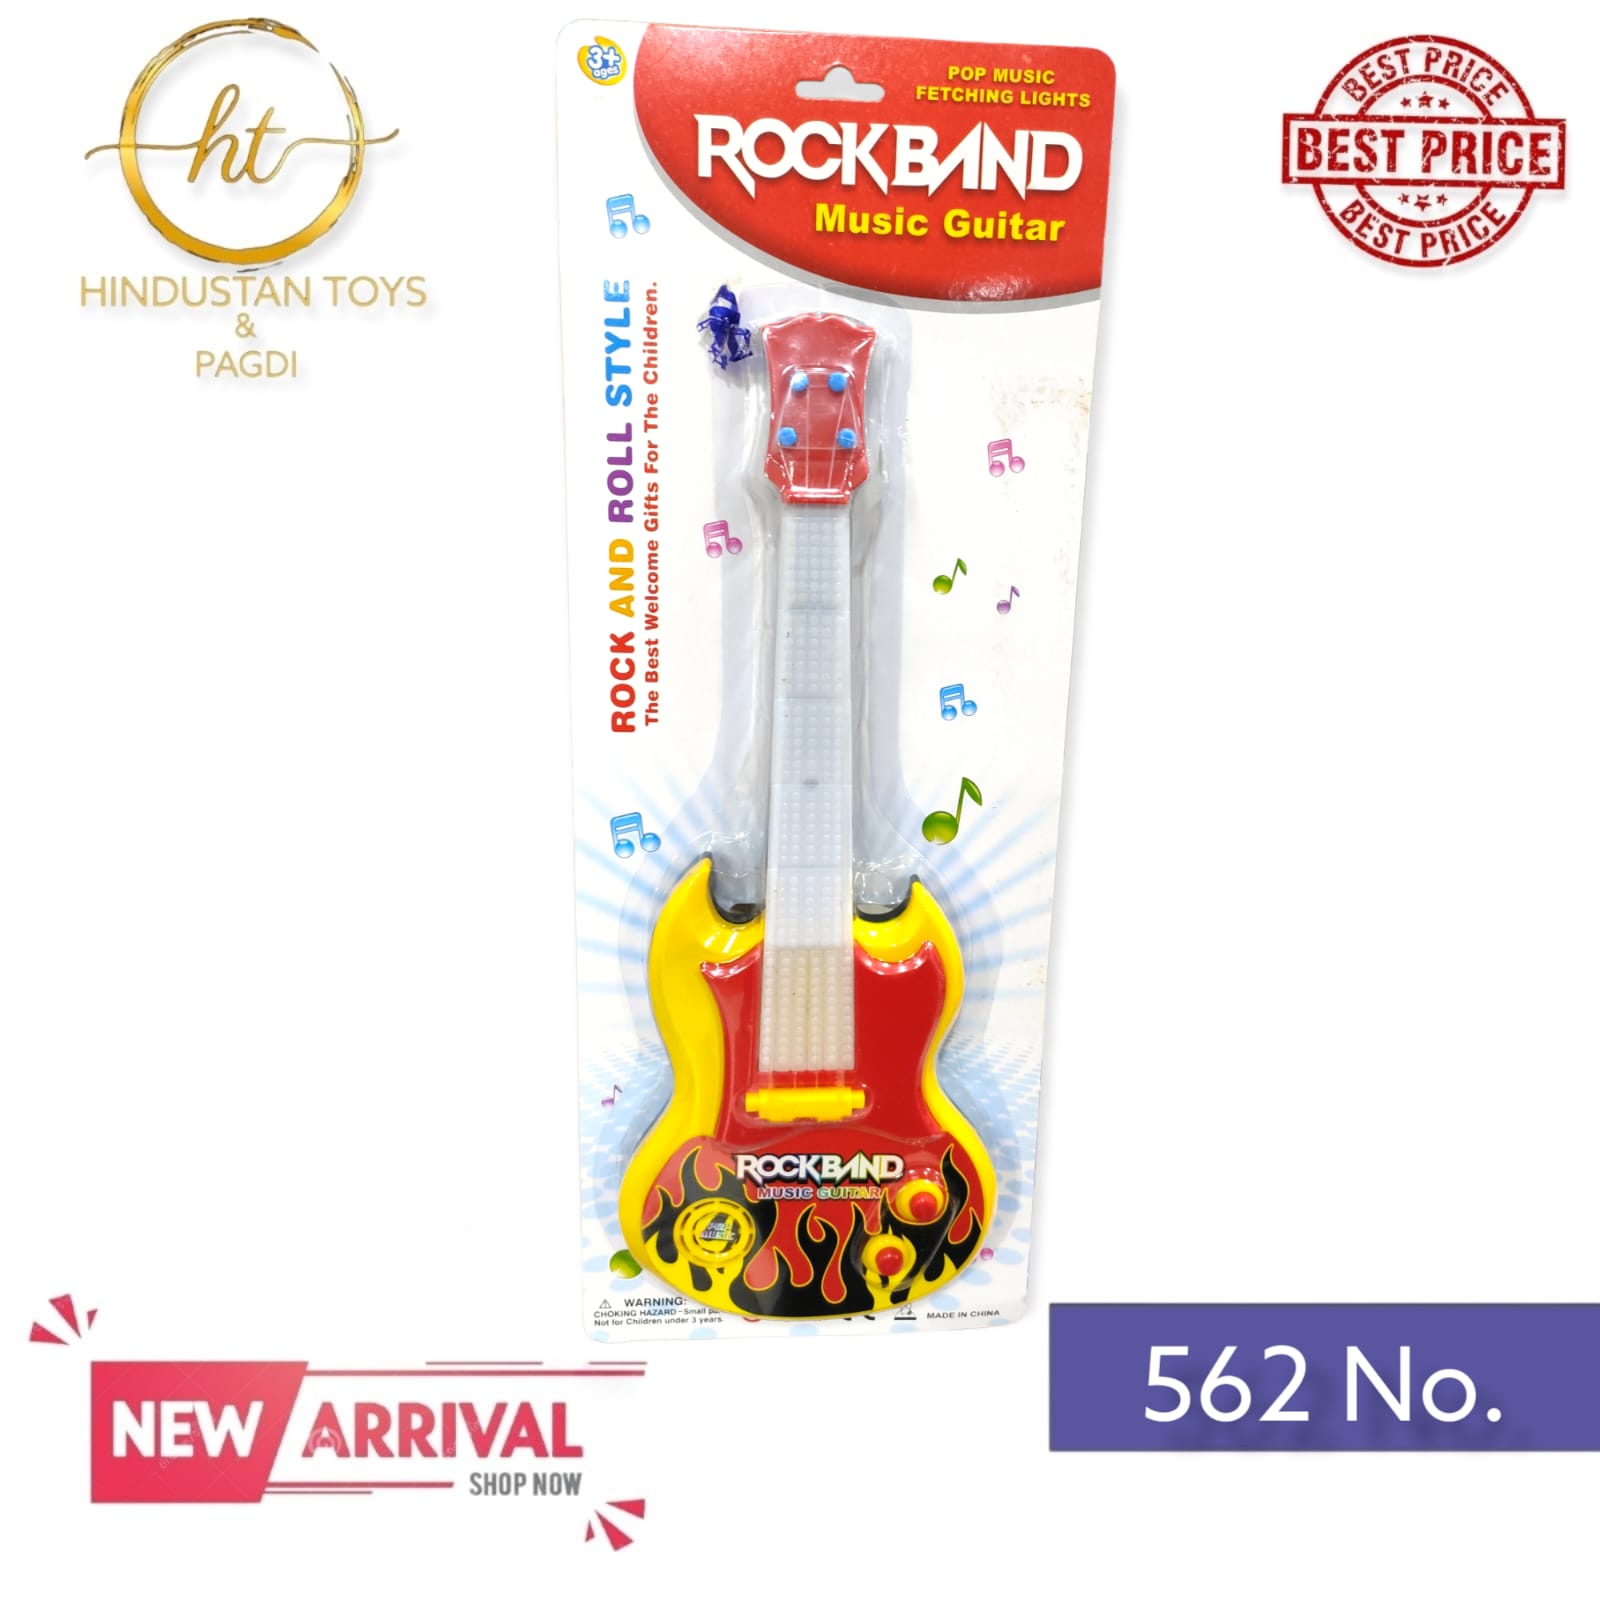 ht
HINDUSTAN TOYS
&
PAGDI
3+
ages
POP MUSIC
FETCHING LIGHTS
ROCKBAND
Music Guitar
BEST PRICE
BEST PRICE
BEST PRICE
ROCK AND ROLL STYLE
The Best Welcome Gifts For The Children.
ROCKBAND
MUSIC GUITAR
MUSIC
WARNING:
CHOKING HAZARD-Small
Not for Children under 3 years.
MADE IN CHINA
NEW ARRIVAL
SHOP NOW
562 No.